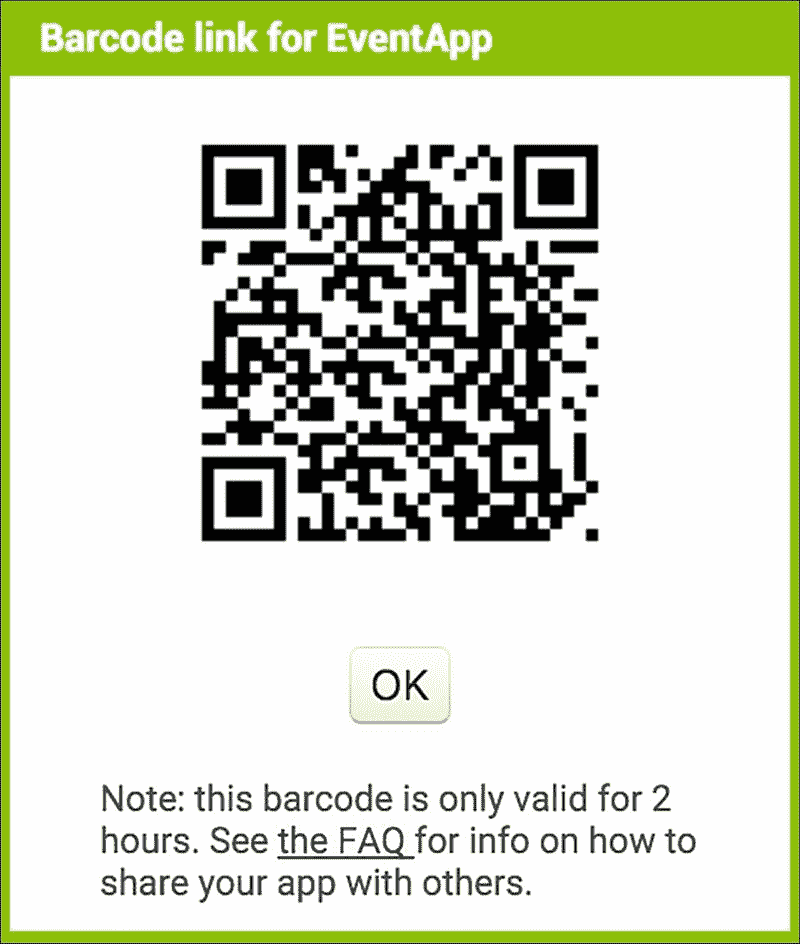 Barcode link for EventApp
OK
Note: this barcode is only valid for 2
hours. See the FAQ for info on how to
share your app with others.